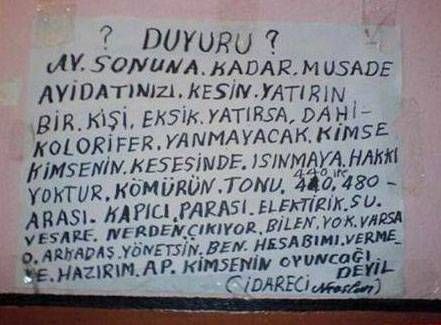 ? DUYURU ?
AY. SONUNA. KADAR. MUSADE
AYIDATINIZI. KESİN. YATIRIN
BİR. KİŞİ, EKSİK. YATIRSA, DAHİ-
KOLORİFER. YANMAYACAK. KİMSE
KİMSENİN. KESESİNDE. ISINMAYA. HAKKI
YOKTUR. KÖMÜRÜN. TONU. 440 480-
ARASI. KAPICI. PARASI. ELEKTİRİK. SU.
VESARE. NERDEN. ÇIKIYOR. BİLEN. YOK. VARSA
O. ARKADAŞ. YÖNETSİN. BEN. HESABIMI. VERME_
YE. HAZIRIM. AP. KİMSENİN OYUNCAĞI
DEYİL
(İDARECİ